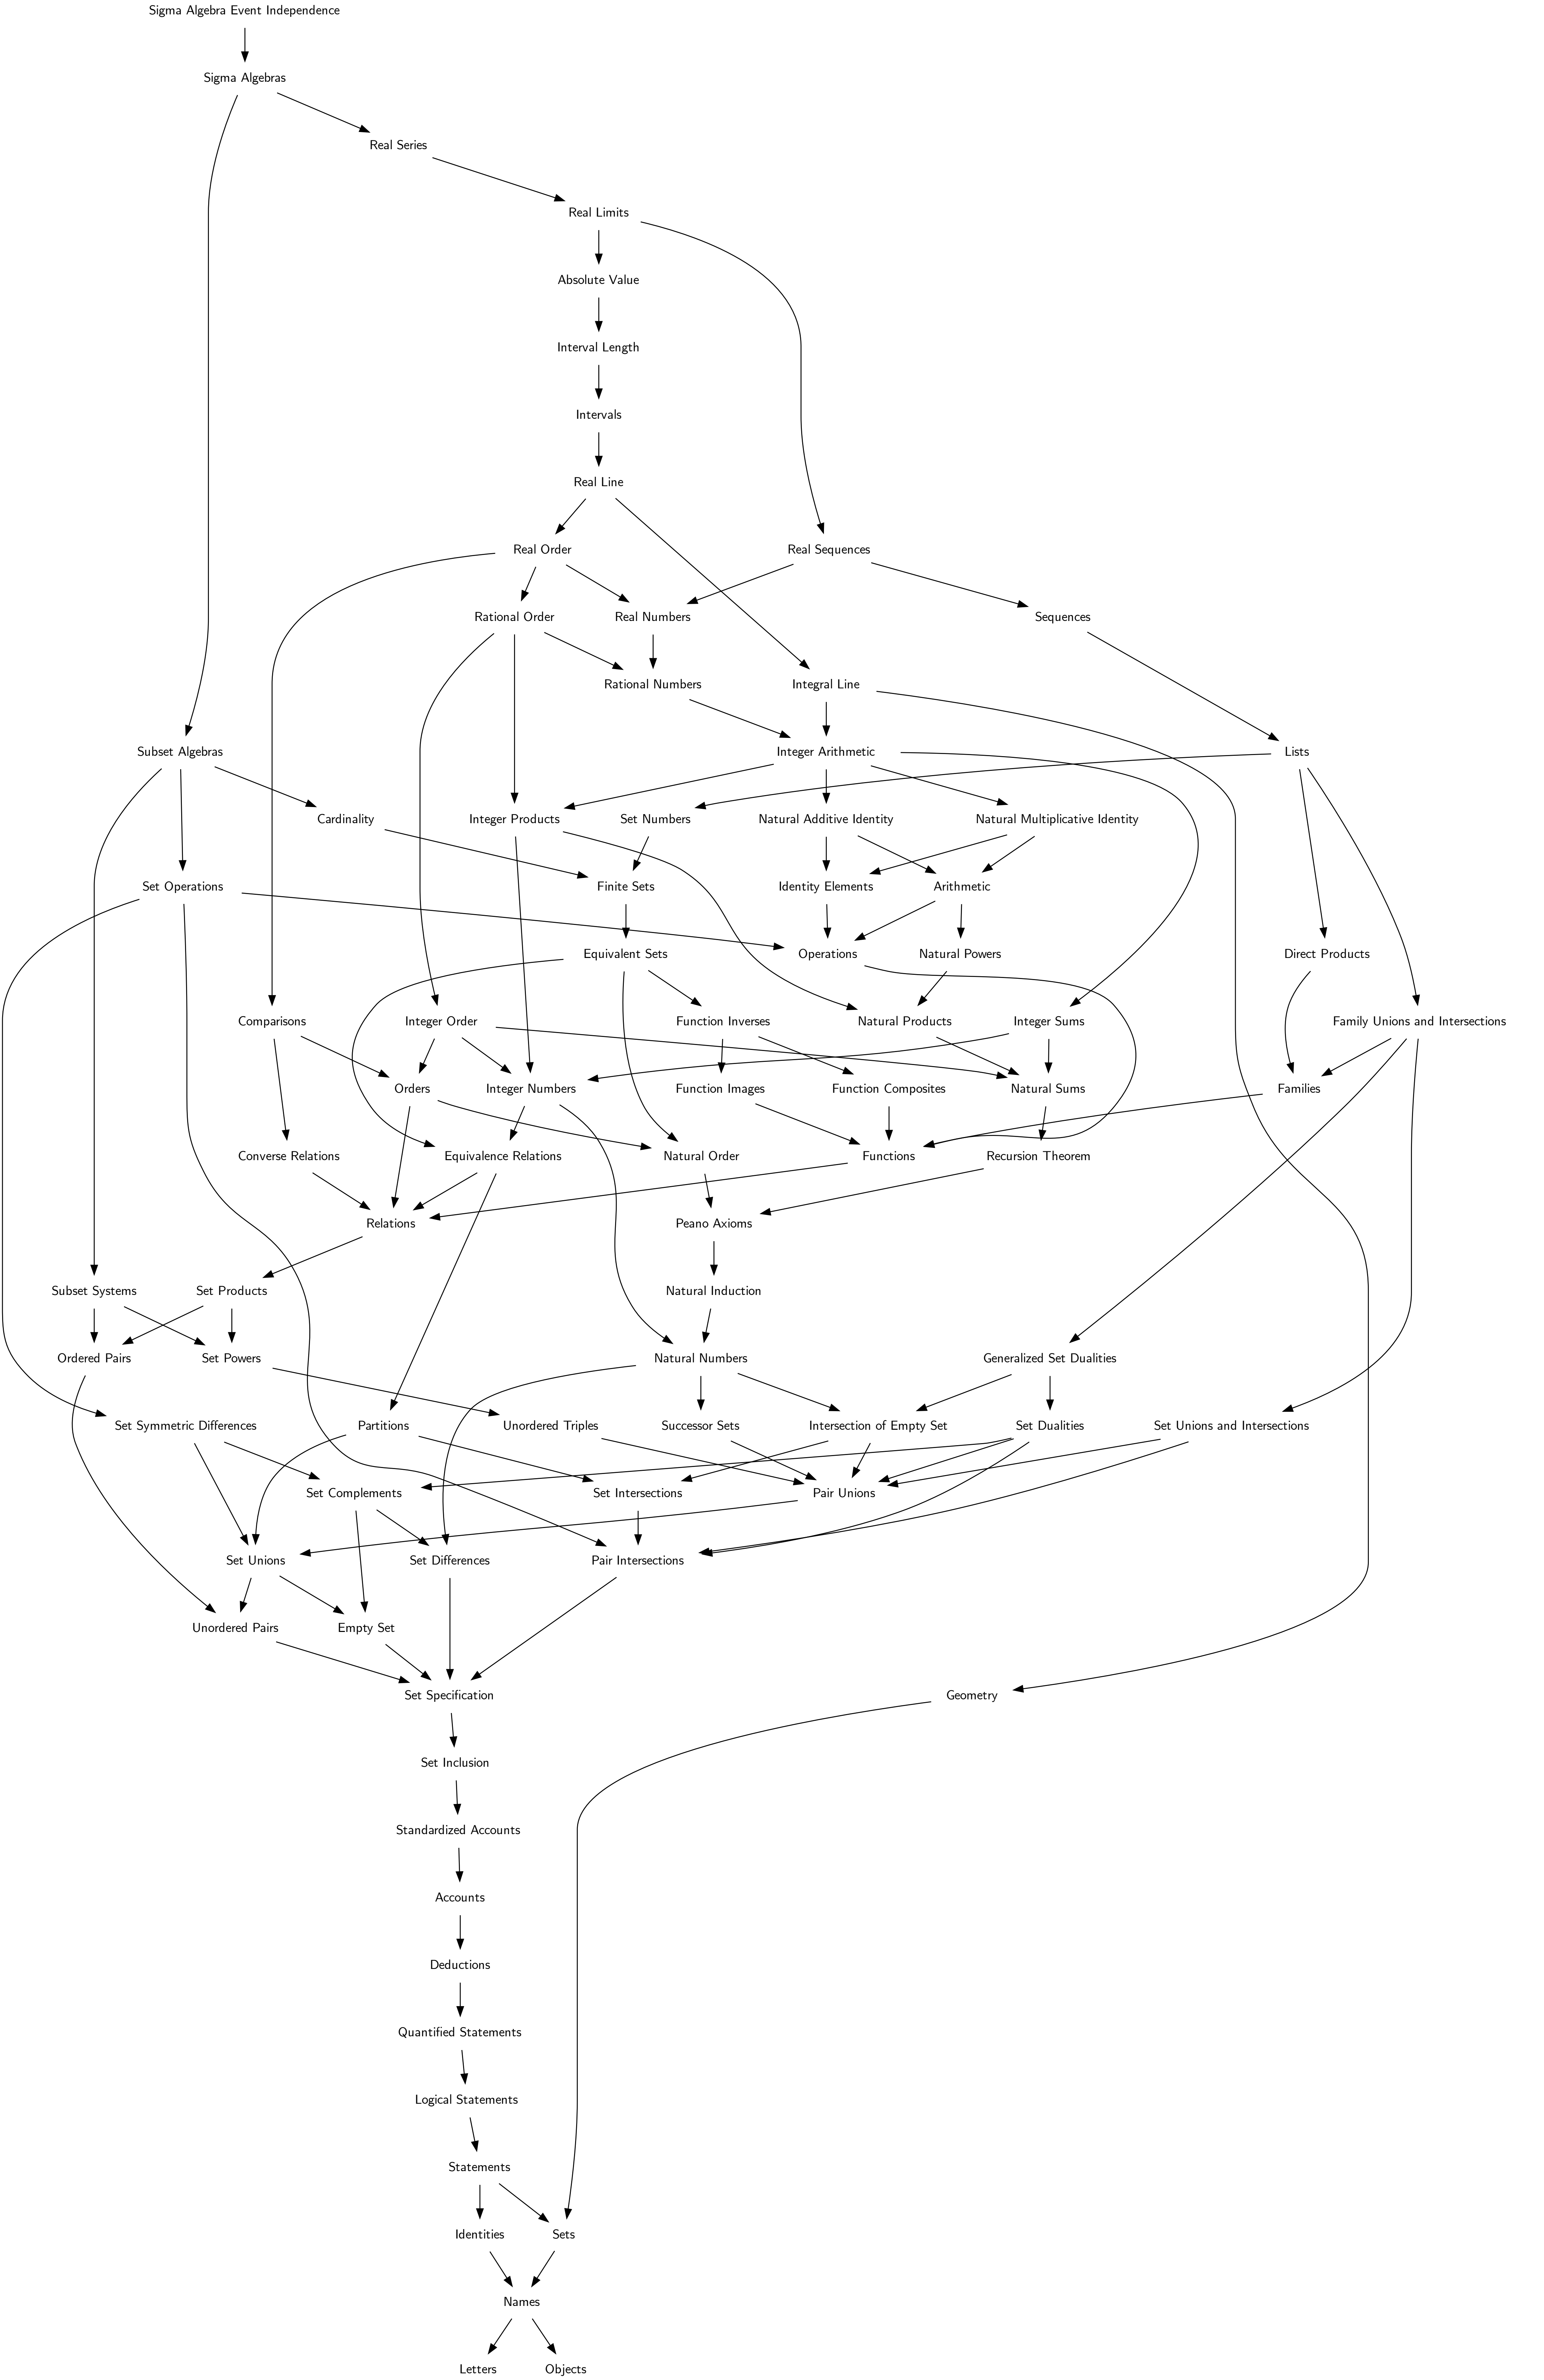 Sigma Algebra Event Independence
Sigma Algebras
Real Series
Real Limits
Absolute Value
Interval Length
Intervals
Real Line
Real Order
Real Sequences
Rational Order
Real Numbers
Sequences
Rational Numbers
Integral Line
Subset Algebras
Integer Arithmetic
Lists
Cardinality
Integer Products
Set Numbers
Natural Additive Identity
Natural Multiplicative Identity
Set Operations
Finite Sets
Identity Elements
Arithmetic
Equivalent Sets
Operations
Natural Powers
Direct Products
Comparisons
Integer Order
Function Inverses
Natural Products
Integer Sums
Family Unions and Intersections
Orders
Integer Numbers
Function Images
Function Composites
Natural Sums
Families
Converse Relations
Equivalence Relations
Natural Order
Functions
Recursion Theorem
Relations
Peano Axioms
Subset Systems
Set Products
Natural Induction
Ordered Pairs
Set Powers
Natural Numbers
Generalized Set Dualities
Set Symmetric Differences
Partitions
Unordered Triples
Successor Sets
Intersection of Empty Set
Set Dualities
Set Unions and Intersections
Set Complements
Set Intersections
Pair Unions
Set Unions
Set Differences
Pair Intersections
Unordered Pairs
Empty Set
Set Specification
Geometry
Set Inclusion
Standardized Accounts
Accounts
Deductions
Quantified Statements
Logical Statements
Statements
Identities
Sets
Names
Letters
Objects